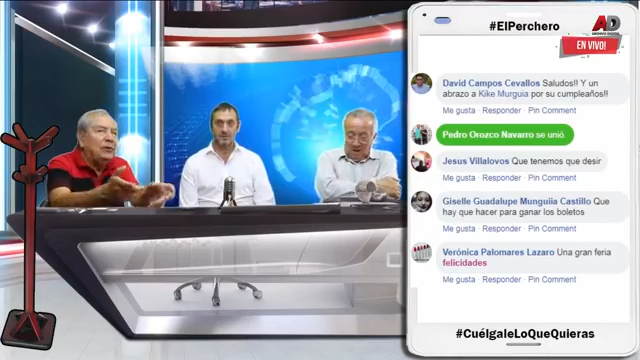 #ElPerchero
AD
EN VIVO!
David Campos Cevallos Saludos!! Y un
abrazo a Kike Murguia por su cumpleaños!!
Me gusta · Responder · Pin Comment
Pedro Orozco Navarro se unió.
Jesus Villalovos Que tenemos que desir
Me gusta · Responder · Pin Comment
Giselle Guadalupe Munguiia Castillo Que
hay que hacer para ganar los boletos
Me gusta · Responder · Pin Comment
Verónica Palomares Lazaro Una gran feria
felicidades
Me gusta · Responder · Pin Comment
#CuélgaleLoQueQuieras